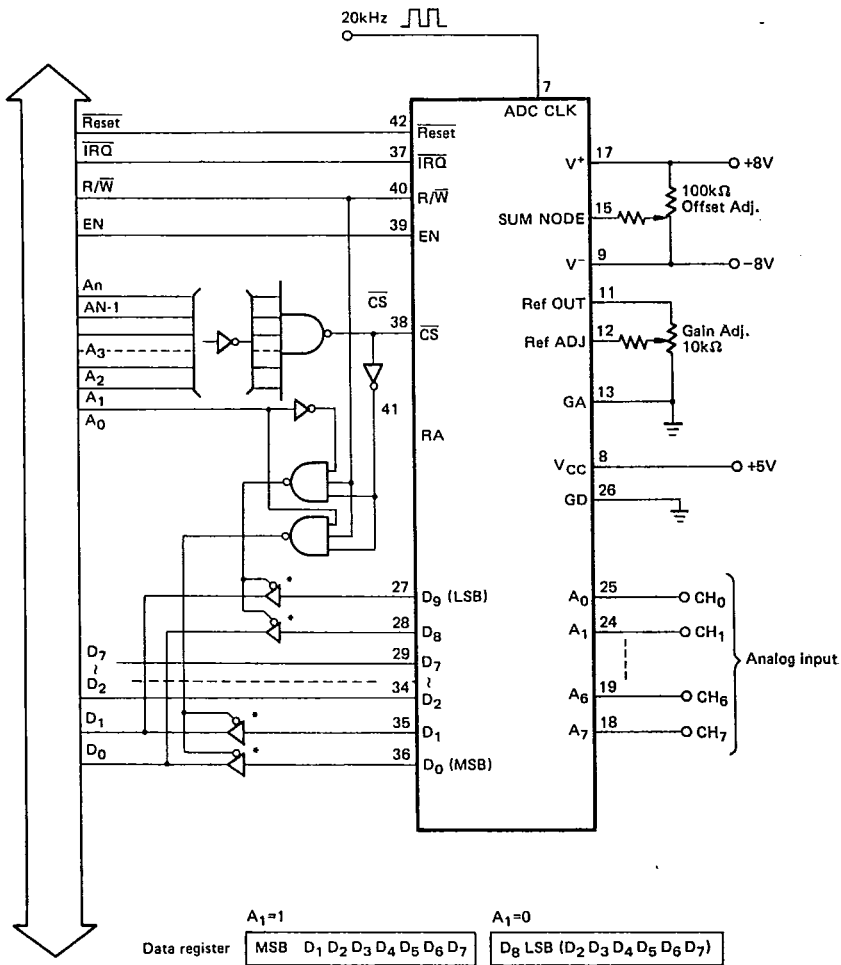 20kHz
7
ADC CLK
Reset 42 Reset
IRQ 37 IRQ
R/W 40 R/W
EN 39 EN
An
AN-1
A3
A2
A1
A0
CS
38 CS
41
RA
27 D9 (LSB)
28 D8
D7 29 D7
~ ~
D2 34 D2
D1 35 D1
D0 36 D0 (MSB)
*
*
*
*
V+ 17 +8V
100kΩ
Offset Adj.
SUM NODE 15
V− 9 −8V
Ref OUT 11
Ref ADJ 12
Gain Adj.
10kΩ
GA 13
VCC 8 +5V
GD 26
A0 25 CH0
A1 24 CH1
Analog input
A6 19 CH6
A7 18 CH7
A1=1 A1=0
Data register MSB D1 D2 D3 D4 D5 D6 D7 D8 LSB (D2 D3 D4 D5 D6 D7)